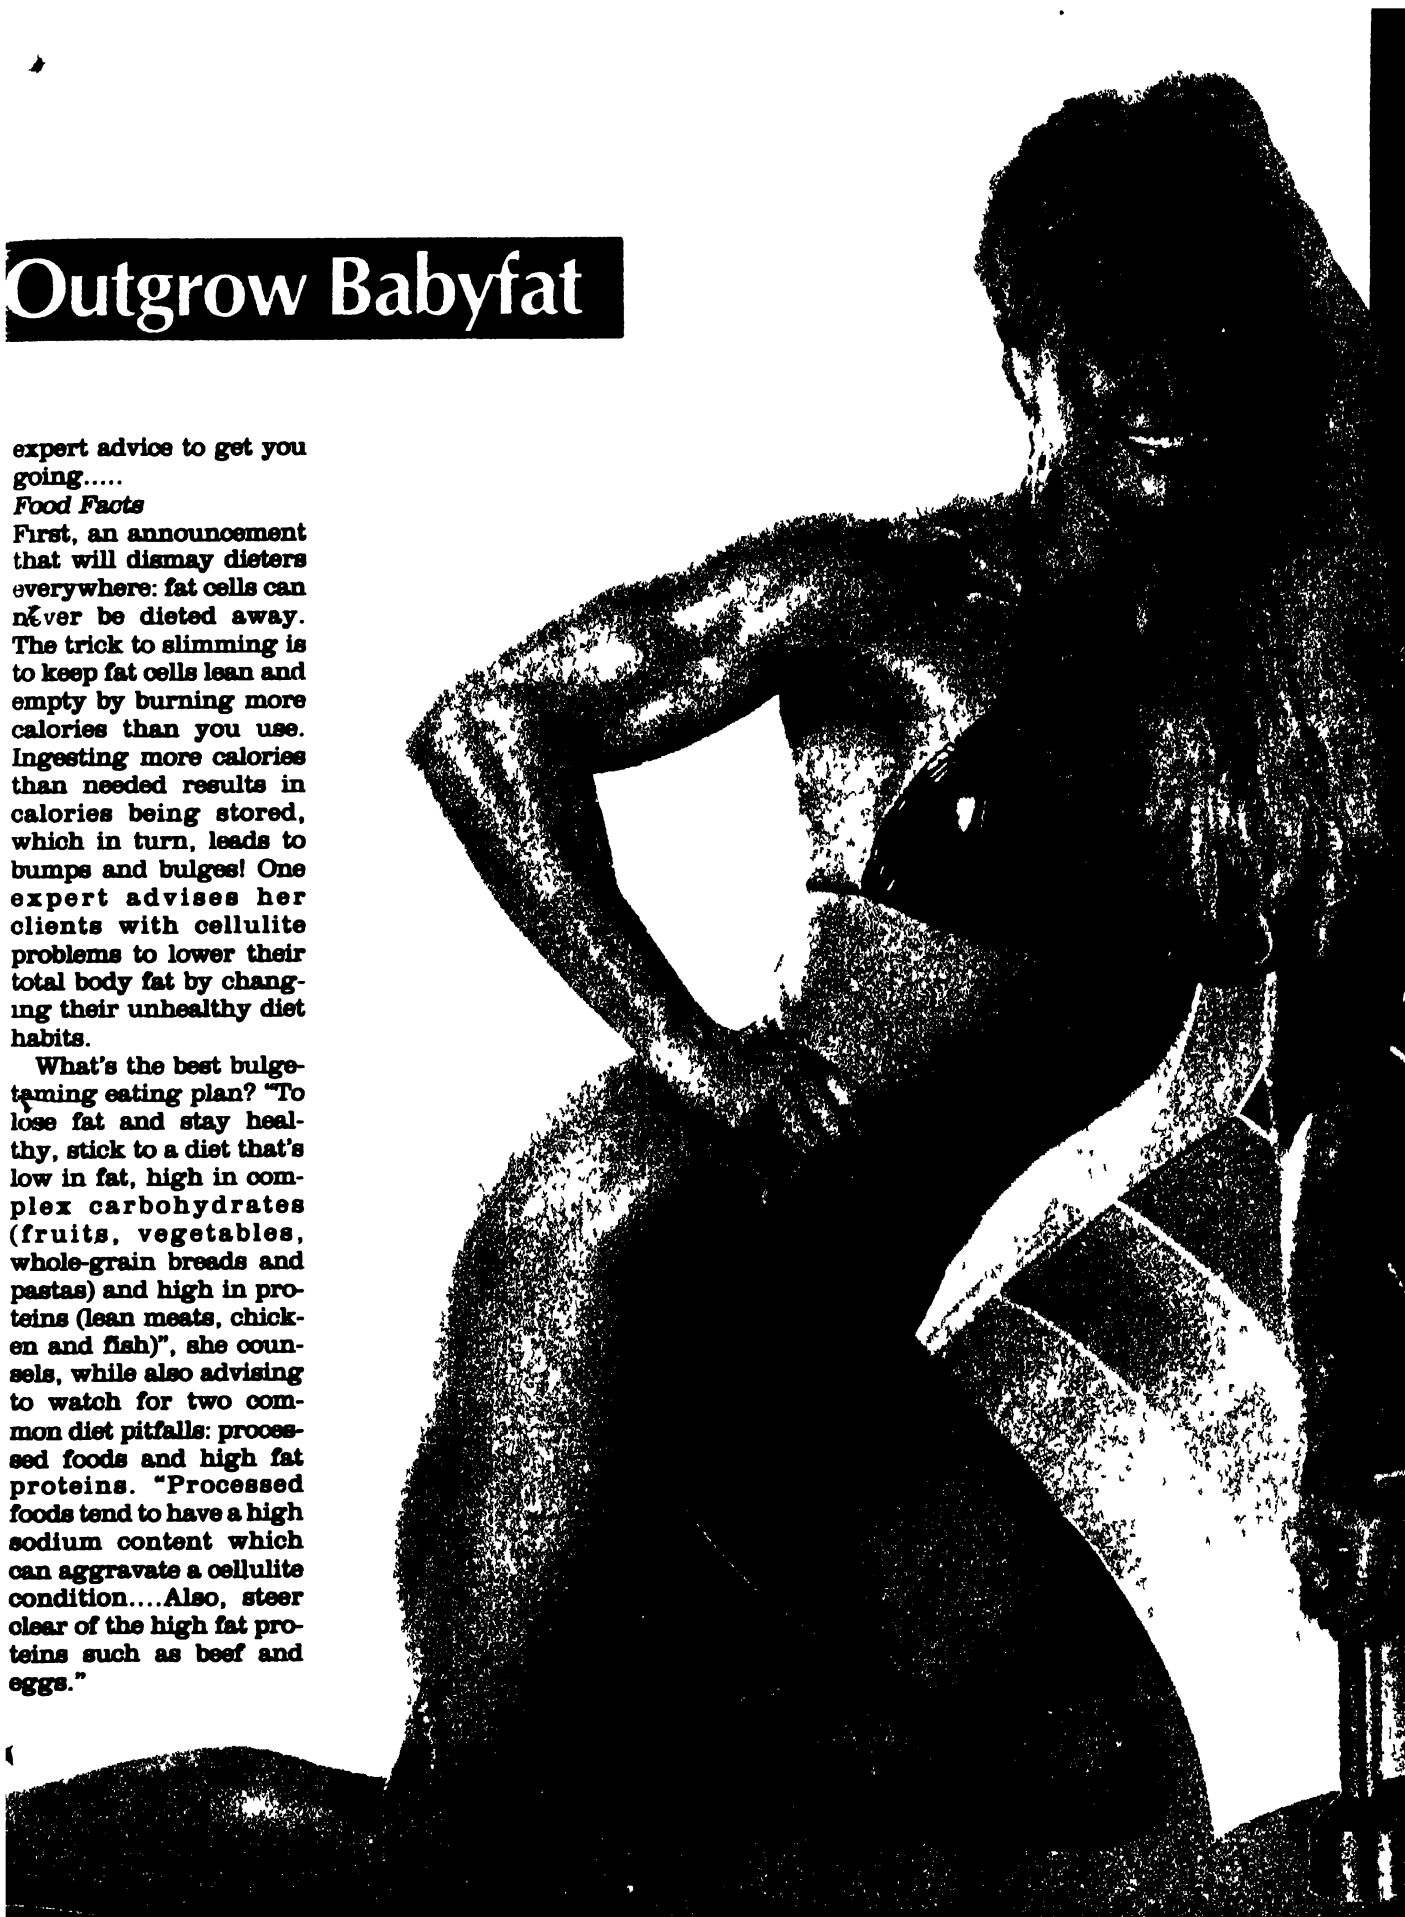 Outgrow Babyfat
expert advice to get you
going.....
Food Facts
First, an announcement
that will dismay dieters
everywhere: fat cells can
never be dieted away.
The trick to slimming is
to keep fat cells lean and
empty by burning more
calories than you use.
Ingesting more calories
than needed results in
calories being stored,
which in turn, leads to
bumps and bulges! One
expert advises her
clients with cellulite
problems to lower their
total body fat by chang-
ing their unhealthy diet
habits.
What's the best bulge-
taming eating plan? "To
lose fat and stay heal-
thy, stick to a diet that's
low in fat, high in com-
plex carbohydrates
(fruits, vegetables,
whole-grain breads and
pastas) and high in pro-
teins (lean meats, chick-
en and fish)", she coun-
sels, while also advising
to watch for two com-
mon diet pitfalls: proces-
sed foods and high fat
proteins. "Processed
foods tend to have a high
sodium content which
can aggravate a cellulite
condition....Also, steer
clear of the high fat pro-
teins such as beef and
eggs."